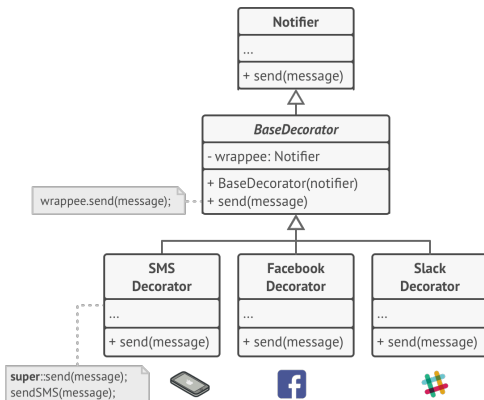 Notifier
...
+ send(message)
BaseDecorator
- wrappee: Notifier
+ BaseDecorator(notifier)
+ send(message)
wrappee.send(message);
SMS
Decorator
...
+ send(message)
Facebook
Decorator
...
+ send(message)
Slack
Decorator
...
+ send(message)
super::send(message);
sendSMS(message);